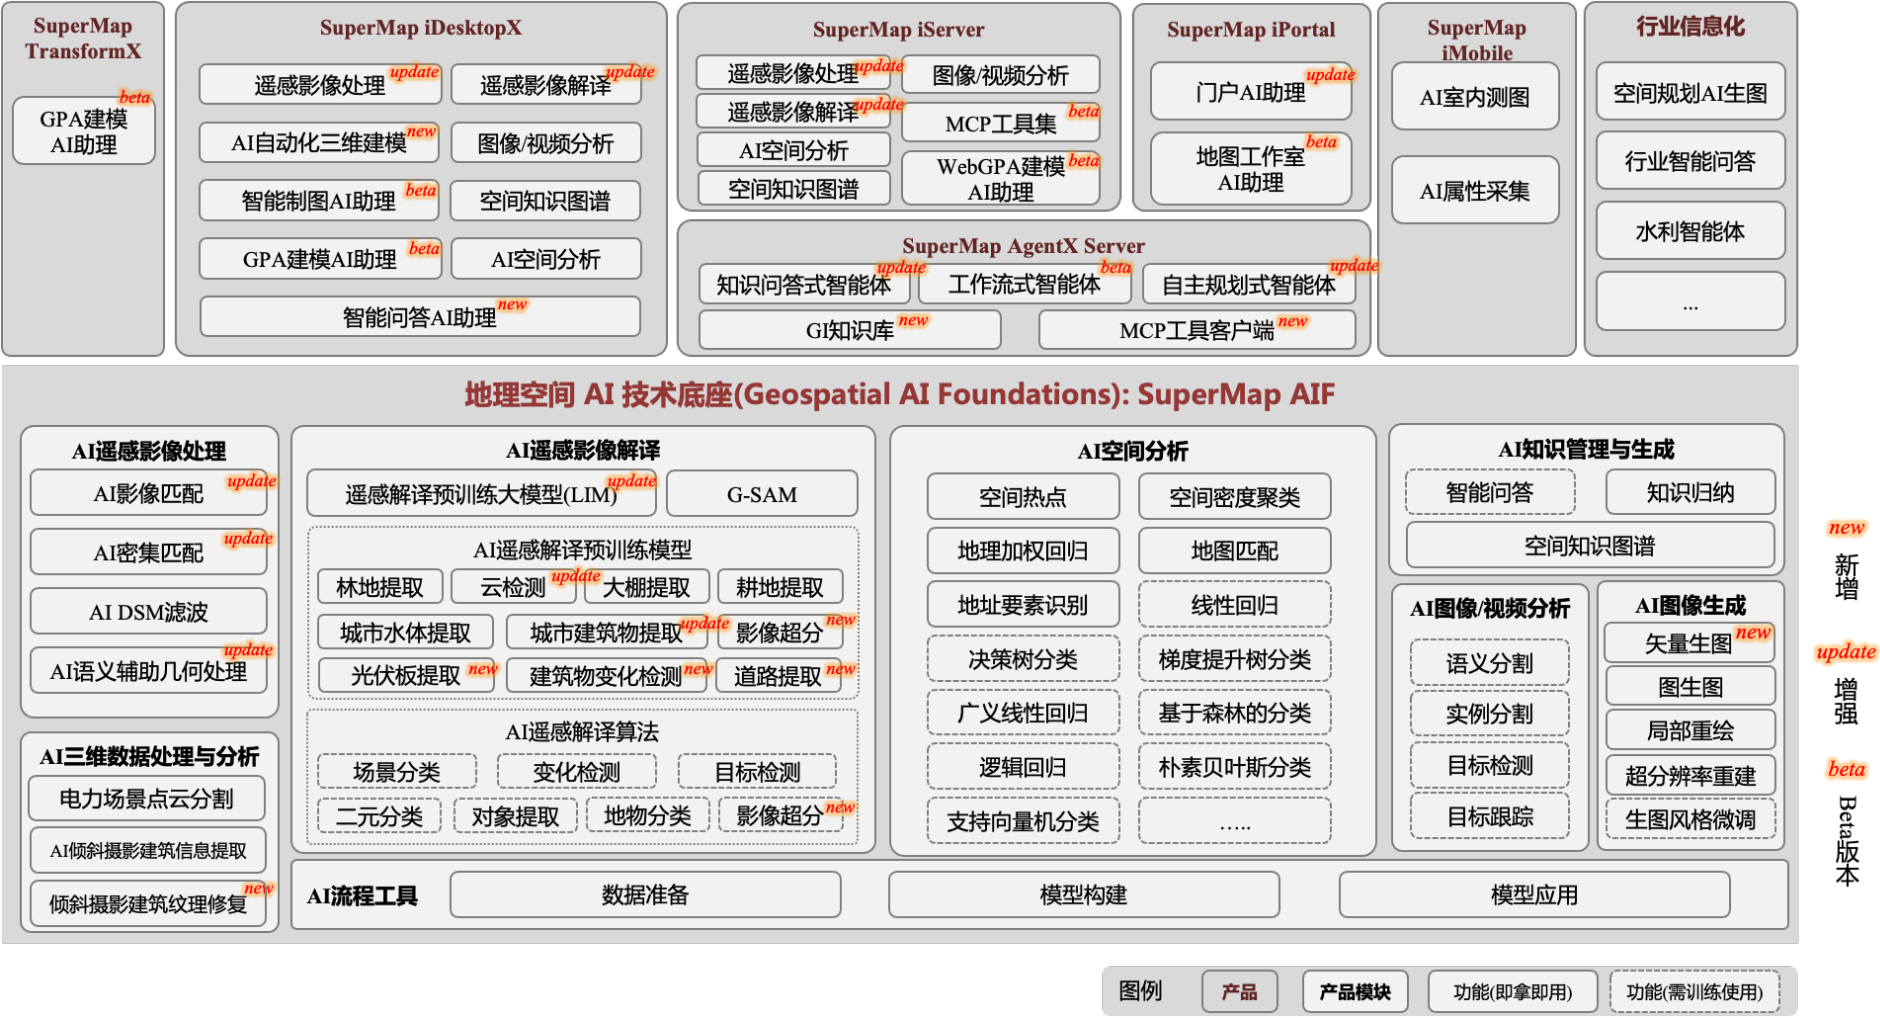 SuperMap
TransformX
beta
GPA建模
AI助理
SuperMap iDesktopX
遥感影像处理 update
遥感影像解译 update
AI自动化三维建模 new
图像/视频分析
智能制图AI助理 beta
空间知识图谱
GPA建模AI助理 beta
AI空间分析
智能问答AI助理 new
SuperMap iServer
遥感影像处理 update
图像/视频分析
遥感影像解译 update
MCP工具集 beta
AI空间分析
WebGPA建模 beta
AI助理
空间知识图谱
SuperMap iPortal
门户AI助理 update
地图工作室 beta
AI助理
SuperMap AgentX Server
知识问答式智能体 update
工作流式智能体 beta
自主规划式智能体 update
GI知识库 new
MCP工具客户端 new
SuperMap
iMobile
AI室内测图
AI属性采集
行业信息化
空间规划AI生图
行业智能问答
水利智能体
...
地理空间 AI 技术底座(Geospatial AI Foundations): SuperMap AIF
AI遥感影像处理
AI影像匹配 update
AI密集匹配 update
AI DSM滤波
AI语义辅助几何处理 update
AI三维数据处理与分析
电力场景点云分割
AI倾斜摄影建筑信息提取
倾斜摄影建筑纹理修复 new
AI遥感影像解译
遥感解译预训练大模型(LIM) update
G-SAM
AI遥感解译预训练模型
林地提取
云检测 update
大棚提取
耕地提取
城市水体提取
城市建筑物提取 update
影像超分 new
光伏板提取 new
建筑物变化检测 new
道路提取 new
AI遥感解译算法
场景分类
变化检测
目标检测
二元分类
对象提取
地物分类
影像超分 new
AI空间分析
空间热点
空间密度聚类
地理加权回归
地图匹配
地址要素识别
线性回归
决策树分类
梯度提升树分类
广义线性回归
基于森林的分类
逻辑回归
朴素贝叶斯分类
支持向量机分类
…..
AI知识管理与生成
智能问答
知识归纳
空间知识图谱
AI图像/视频分析
语义分割
实例分割
目标检测
目标跟踪
AI图像生成
矢量生图 new
图生图
局部重绘
超分辨率重建
生图风格微调
AI流程工具
数据准备
模型构建
模型应用
new
新增
update
增强
beta
Beta版本
图例
产品
产品模块
功能(即拿即用)
功能(需训练使用)